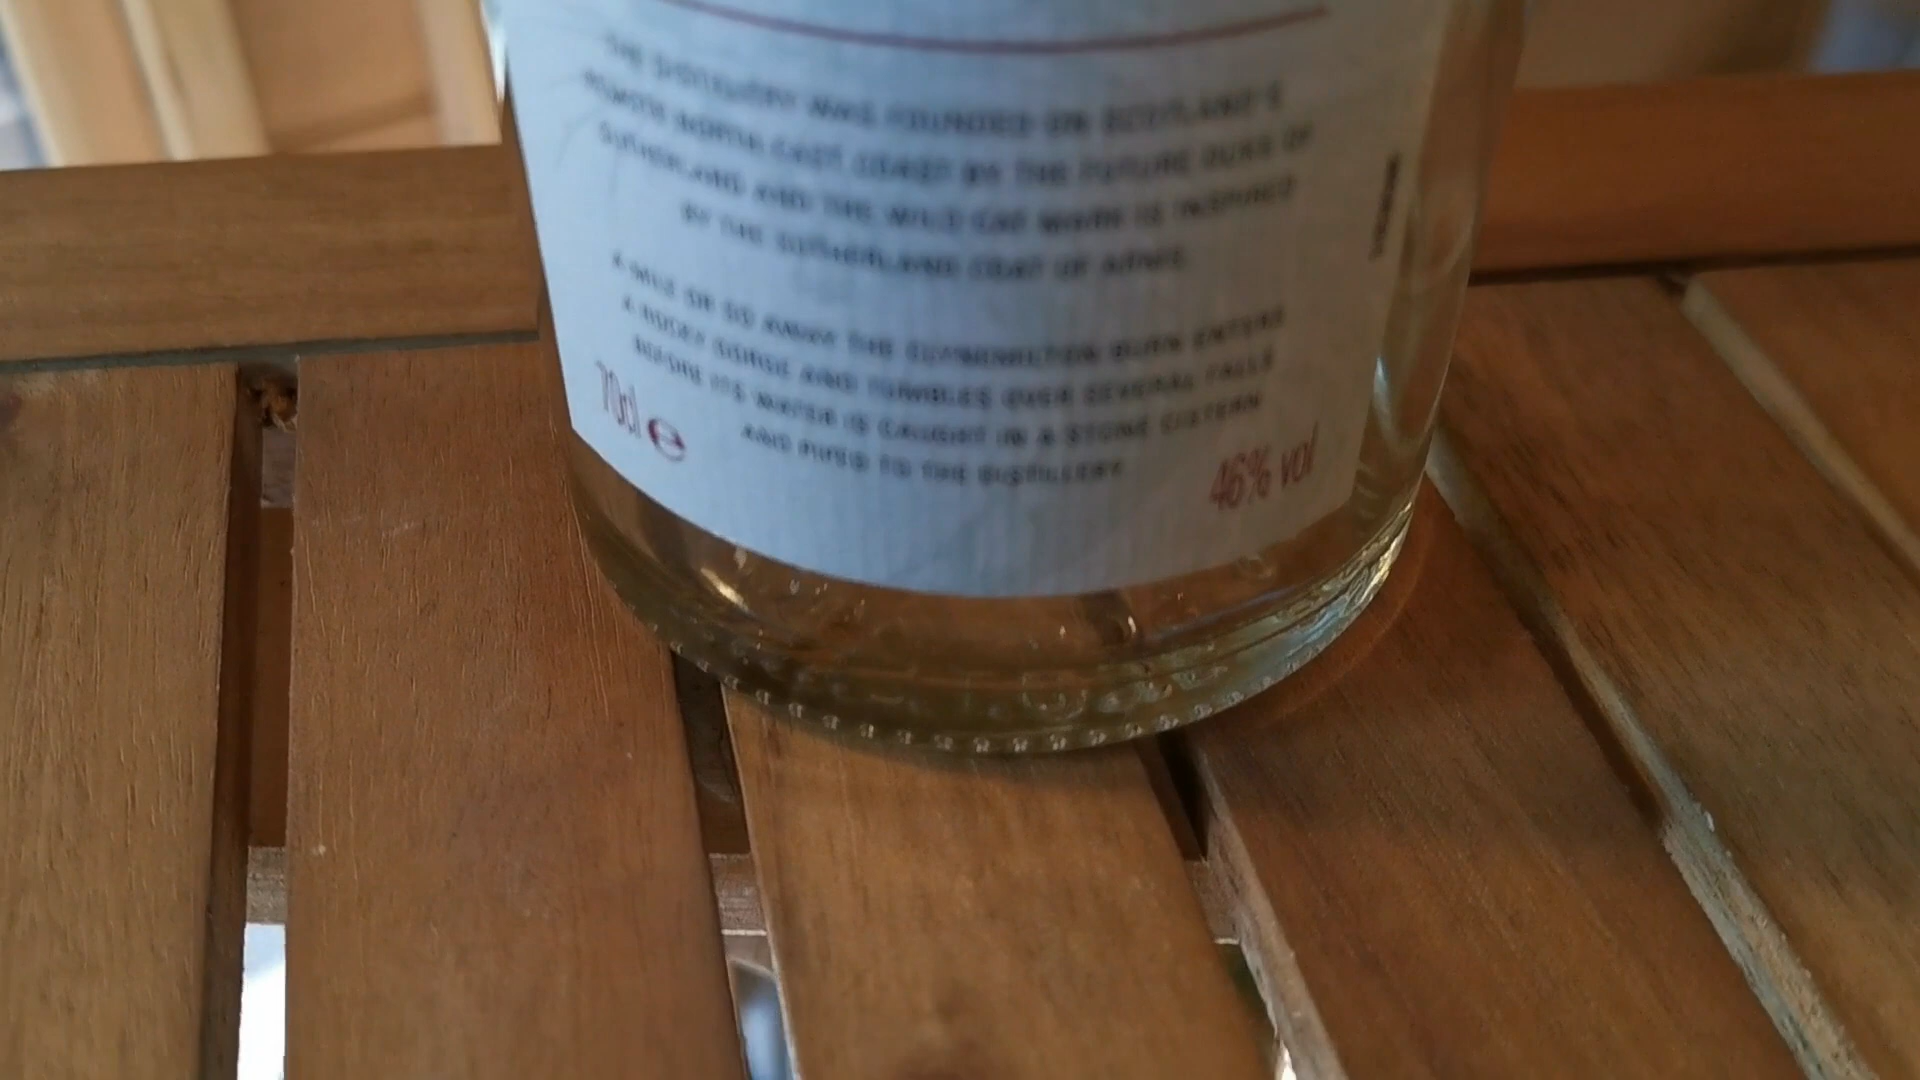 THE DISTILLERY WAS FOUNDED ON SCOTLAND'S
REMOTE NORTH EAST COAST BY THE FUTURE DUKE OF
SUTHERLAND AND THE WILD CAT MARK IS INSPIRED
BY THE SUTHERLAND COAT OF ARMS.
A MILE OR SO AWAY THE CLYNEMILTON BURN ENTERS
A ROCKY GORGE AND TUMBLES OVER SEVERAL FALLS
BEFORE ITS WATER IS CAUGHT IN A STONE CISTERN
AND PIPED TO THE DISTILLERY.
70cl e
46% vol